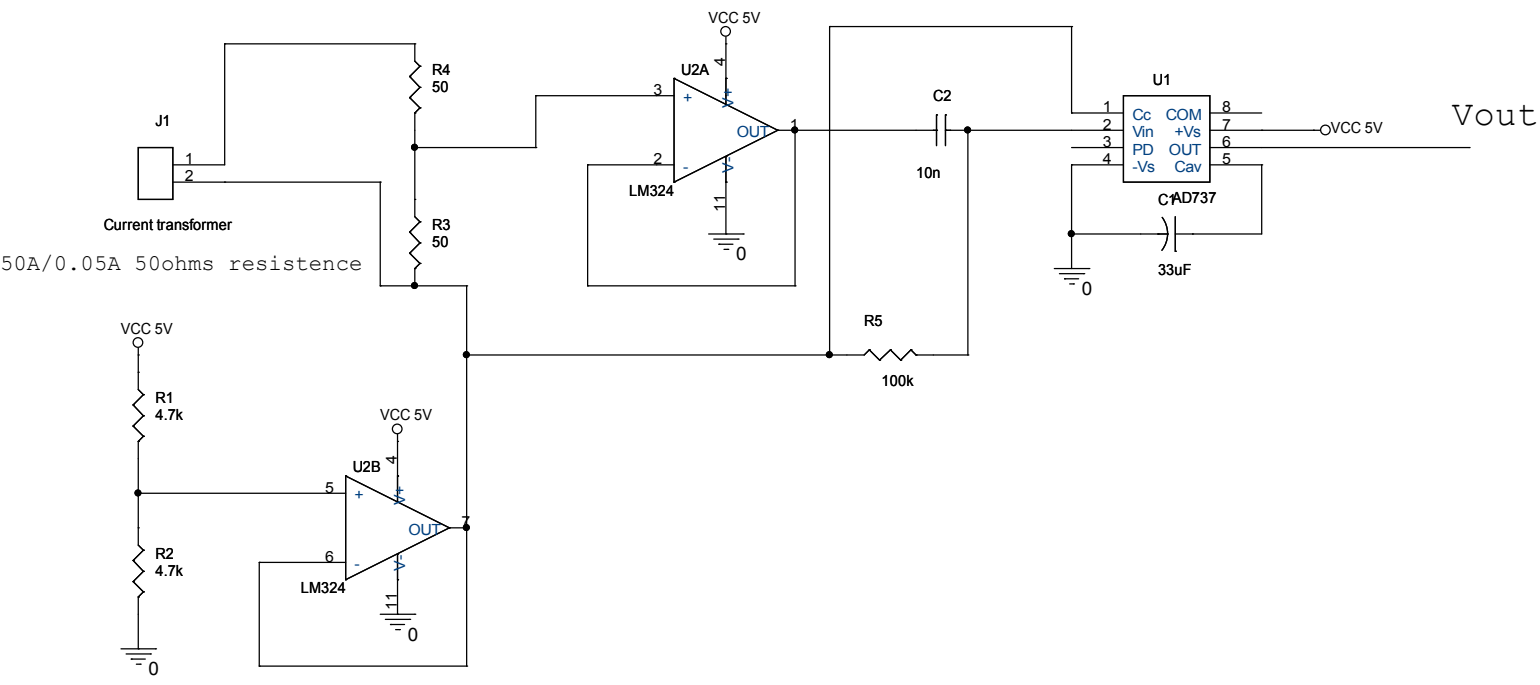 VCC 5V
4
U2A
3
+
V+
OUT
1
2
-
V-
LM324
11
0
R4
50
J1
1
2
Current transformer
50A/0.05A 50ohms resistence
R3
50
C2
10n
U1
1
Cc
COM
8
2
Vin
+Vs
7
VCC 5V
3
PD
OUT
6
4
-Vs
Cav
5
Vout
C1
AD737
33uF
0
R5
100k
VCC 5V
R1
4.7k
R2
4.7k
0
VCC 5V
4
U2B
5
+
V+
OUT
7
6
-
V-
LM324
11
0